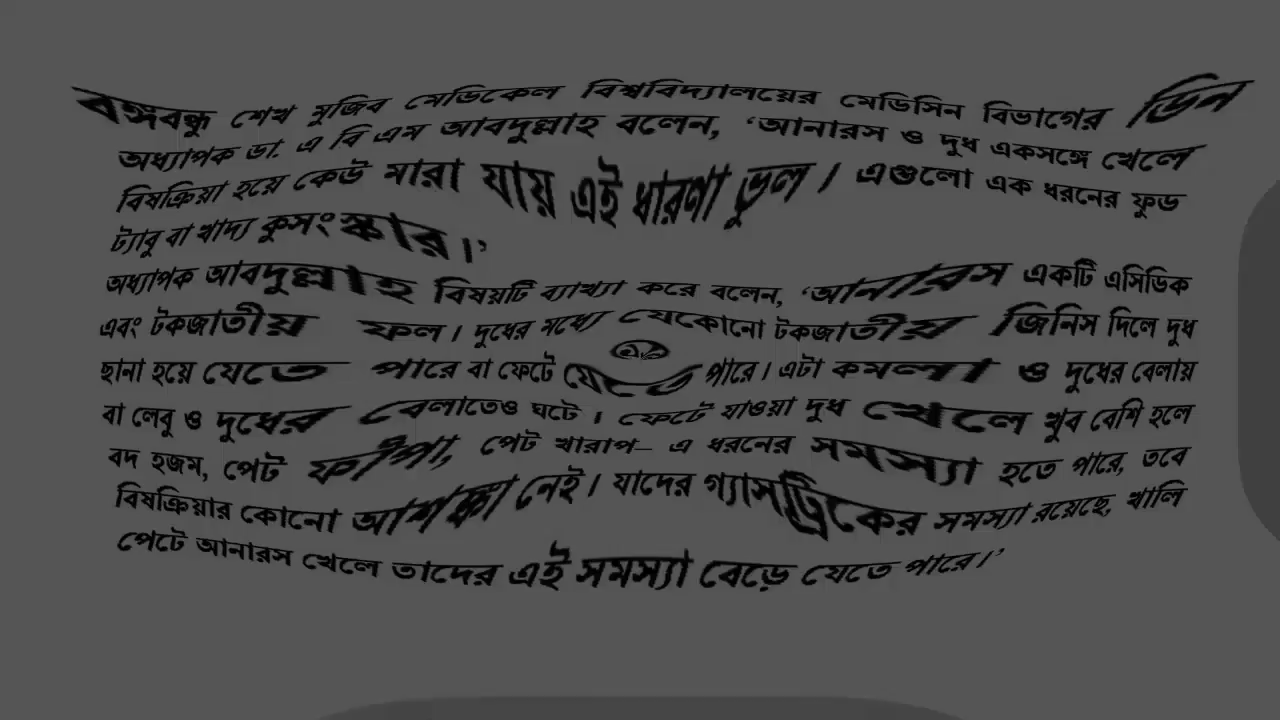 বঙ্গবন্ধু শেখ মুজিব মেডিকেল বিশ্ববিদ্যালয়ের মেডিসিন বিভাগের ডিন
অধ্যাপক ডা. এ বি এম আবদুল্লাহ বলেন, ‘আনারস ও দুধ একসঙ্গে খেলে
বিষক্রিয়া হয়ে কেউ মারা যায় এই ধারণা ভুল। এগুলো এক ধরনের ফুড
ট্যাবু বা খাদ্য কুসংস্কার।’
অধ্যাপক আবদুল্লাহ বিষয়টি ব্যাখ্যা করে বলেন, ‘আনারস একটি এসিডিক
এবং টকজাতীয় ফল। দুধের মধ্যে যেকোনো টকজাতীয় জিনিস দিলে দুধ
ছানা হয়ে যেতে পারে বা ফেটে যেতে পারে। এটা কমলা ও দুধের বেলায়
বা লেবু ও দুধের বেলাতেও ঘটে। ফেটে যাওয়া দুধ খেলে খুব বেশি হলে
বদ হজম, পেট ফাঁপা, পেট খারাপ– এ ধরনের সমস্যা হতে পারে, তবে
বিষক্রিয়ার কোনো আশঙ্কা নেই। যাদের গ্যাসট্রিকের সমস্যা রয়েছে, খালি
পেটে আনারস খেলে তাদের এই সমস্যা বেড়ে যেতে পারে।’